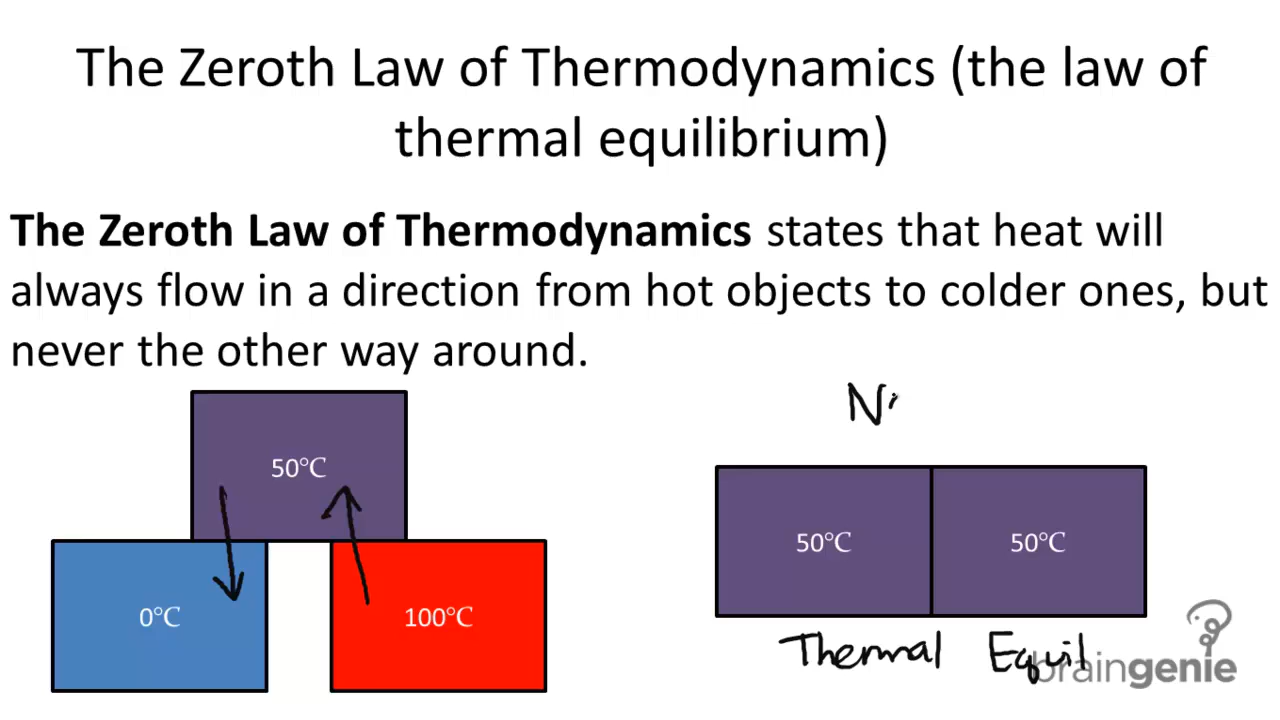 The Zeroth Law of Thermodynamics (the law of
thermal equilibrium)
The Zeroth Law of Thermodynamics states that heat will
always flow in a direction from hot objects to colder ones, but
never the other way around.
50°C
0°C
100°C
50°C 50°C
Thermal Equil
braingenie